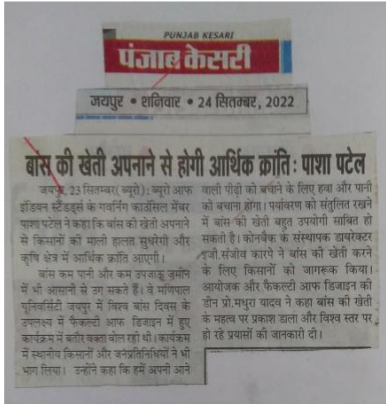 PUNJAB KESARI
पंजाब केसरी
जयपुर • शनिवार • 24 सितम्बर, 2022
बांस की खेती अपनाने से होगी आर्थिक क्रांति : पाशा पटेल
जयपुर, 23 सितम्बर (ब्यूरो) : ब्यूरो आफ
इंडियन स्टैंडर्ड्स के गवर्निंग काउंसिल मेंबर
पाशा पटेल ने कहा कि बांस की खेती अपनाने
से किसानों की माली हालत सुधरेगी और
कृषि क्षेत्र में आर्थिक क्रांति आएगी।
बांस कम पानी और कम उपजाऊ जमीन
में भी आसानी से उग सकते हैं। वे मणिपाल
यूनिवर्सिटी जयपुर में विश्व बांस दिवस के
उपलक्ष्य में फैकल्टी आफ डिजाइन में हुए
कार्यक्रम में बतौर वक्ता बोल रही थी। कार्यक्रम
में स्थानीय किसानों और जनप्रतिनिधियों ने भी
भाग लिया। उन्होंने कहा कि हमें अपनी आने
वाली पीढ़ी को बचाने के लिए हवा और पानी
को बचाना होगा। पर्यावरण को संतुलित रखने
में बांस की खेती बहुत उपयोगी साबित हो
सकती है। कोनबैक के संस्थापक डायरेक्टर
इंजी.संजीव कारपे ने बांस की खेती करने
के लिए किसानों को जागरूक किया।
आयोजक और फैकल्टी आफ डिजाइन की
डीन प्रो.मधुरा यादव ने कहा बांस की खेती
के महत्व पर प्रकाश डाला और विश्व स्तर पर
हो रहे प्रयासों की जानकारी दी।